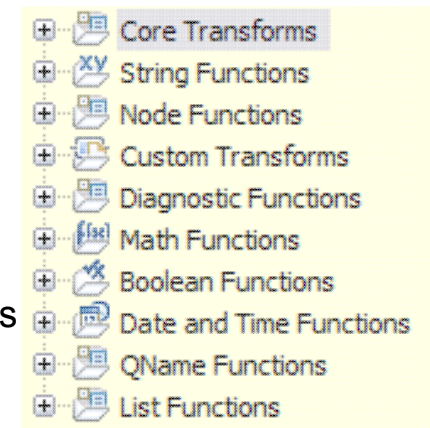 Core Transforms
String Functions
Node Functions
Custom Transforms
Diagnostic Functions
Math Functions
Boolean Functions
s Date and Time Functions
QName Functions
List Functions